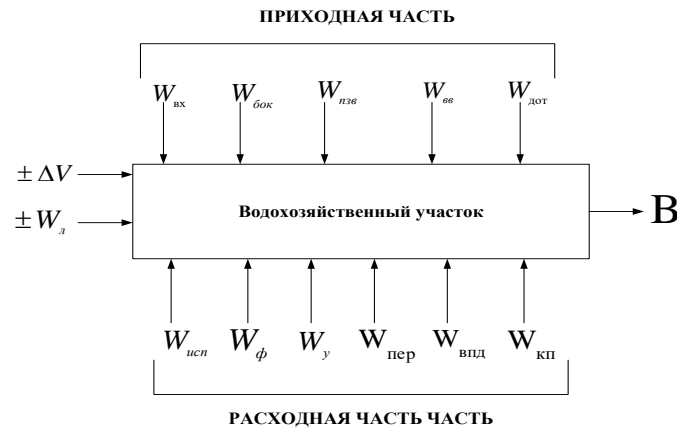 ПРИХОДНАЯ ЧАСТЬ
W вх W бок W пзв W вв W дот
± ΔV
Водохозяйственный участок В
± W л
W исп W ф W у W пер W впд W кп
РАСХОДНАЯ ЧАСТЬ ЧАСТЬ